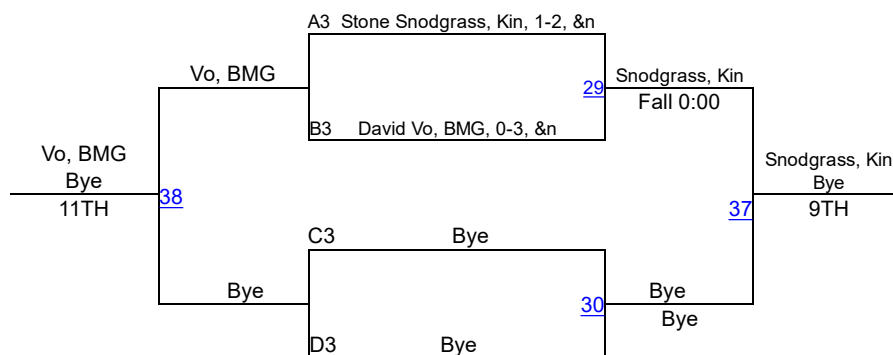 A3 Stone Snodgrass, Kin, 1-2, &n
Vo, BMG
29
Snodgrass, Kin
Fall 0:00
B3 David Vo, BMG, 0-3, &n
Vo, BMG
Bye
11TH
38
Snodgrass, Kin
Bye
9TH
37
C3 Bye
Bye
30
Bye
Bye
D3 Bye